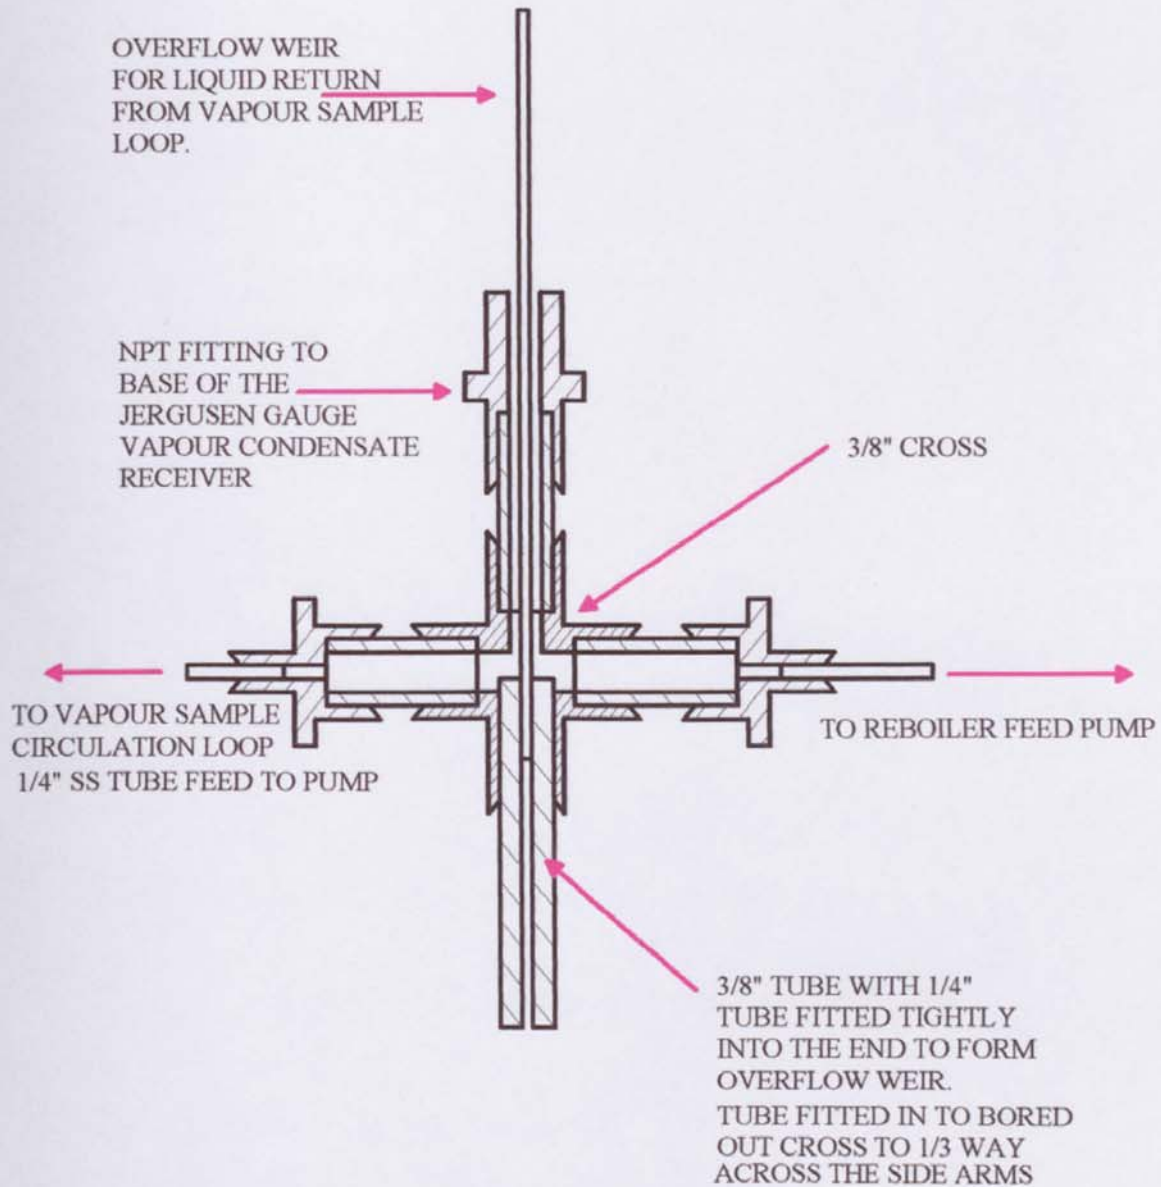 OVERFLOW WEIR
FOR LIQUID RETURN
FROM VAPOUR SAMPLE
LOOP.
NPT FITTING TO
BASE OF THE
JERGUSEN GAUGE
VAPOUR CONDENSATE
RECEIVER
3/8" CROSS
TO VAPOUR SAMPLE
CIRCULATION LOOP
1/4" SS TUBE FEED TO PUMP
TO REBOILER FEED PUMP
3/8" TUBE WITH 1/4"
TUBE FITTED TIGHTLY
INTO THE END TO FORM
OVERFLOW WEIR.
TUBE FITTED IN TO BORED
OUT CROSS TO 1/3 WAY
ACROSS THE SIDE ARMS